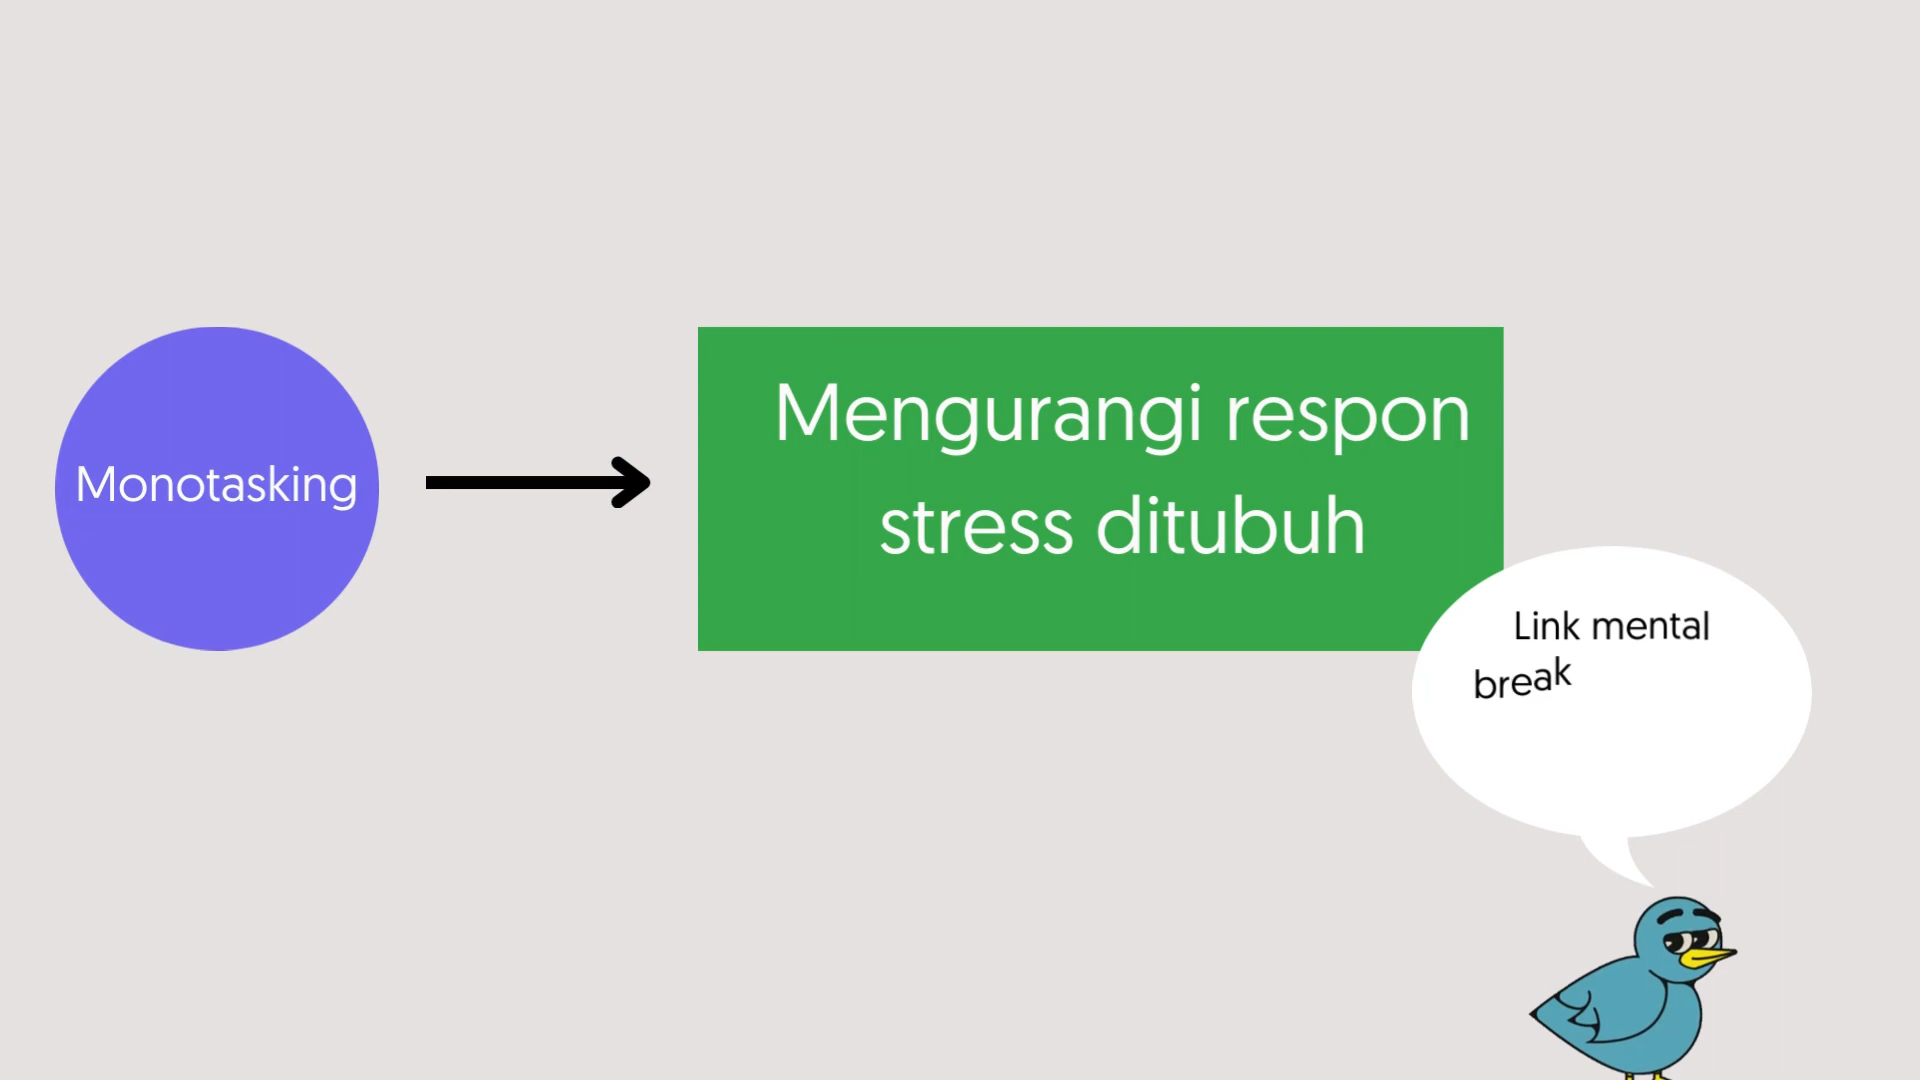 Monotasking
Mengurangi respon
stress ditubuh
Link mental
break